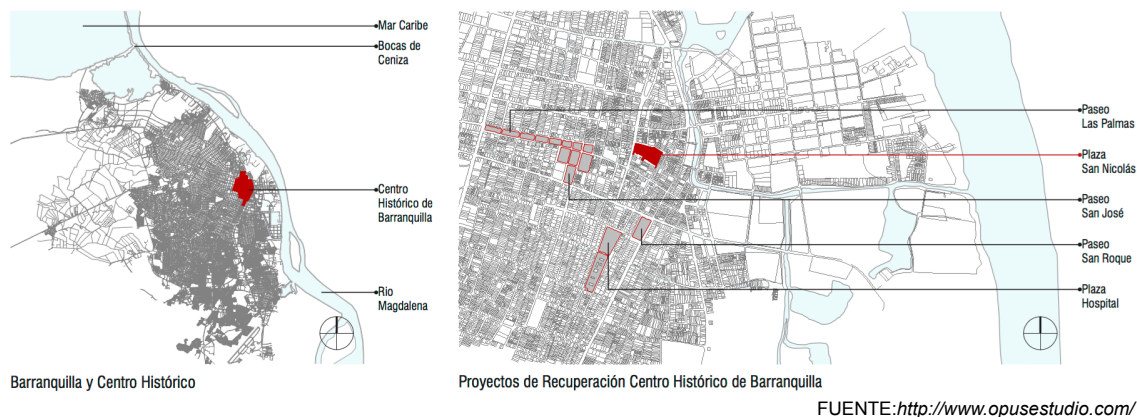 Mar Caribe
Bocas de
Ceniza
Centro
Histórico de
Barranquilla
Rio
Magdalena
Barranquilla y Centro Histórico
Paseo
Las Palmas
Plaza
San Nicolás
Paseo
San José
Paseo
San Roque
Plaza
Hospital
Proyectos de Recuperación Centro Histórico de Barranquilla
FUENTE:http://www.opusestudio.com/